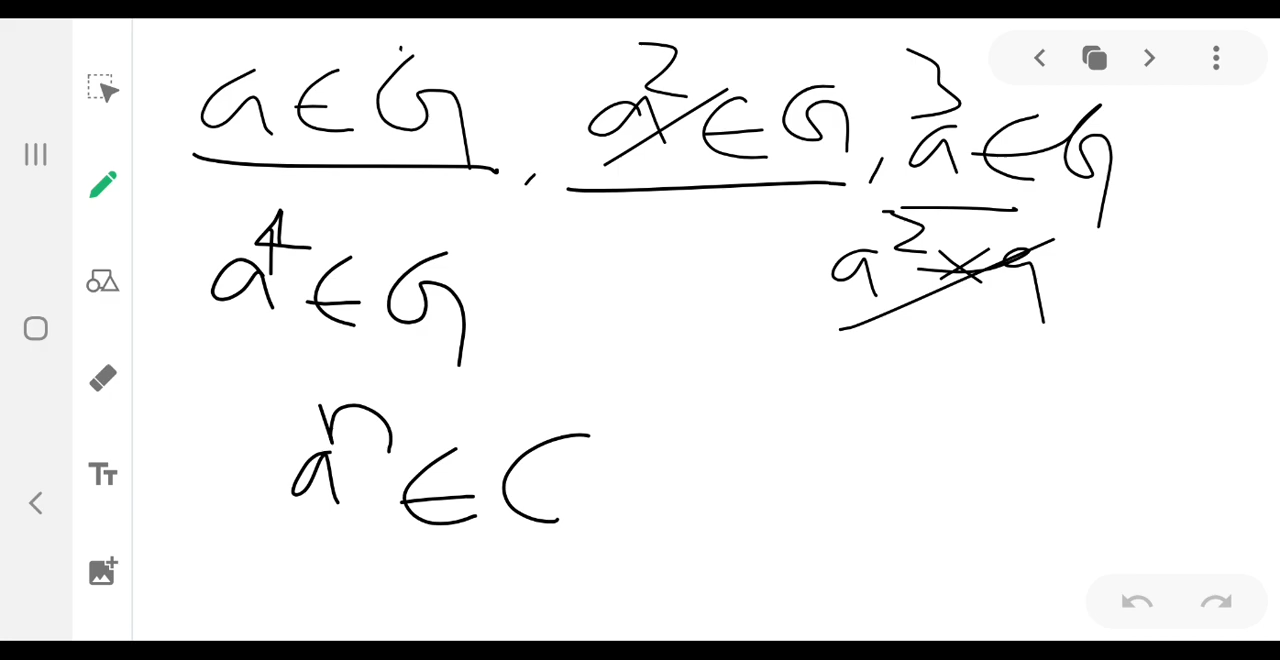 a ∈ G, a² ∈ G, a³ ∈ G
a⁴ ∈ G a² × a
aⁿ ∈ C